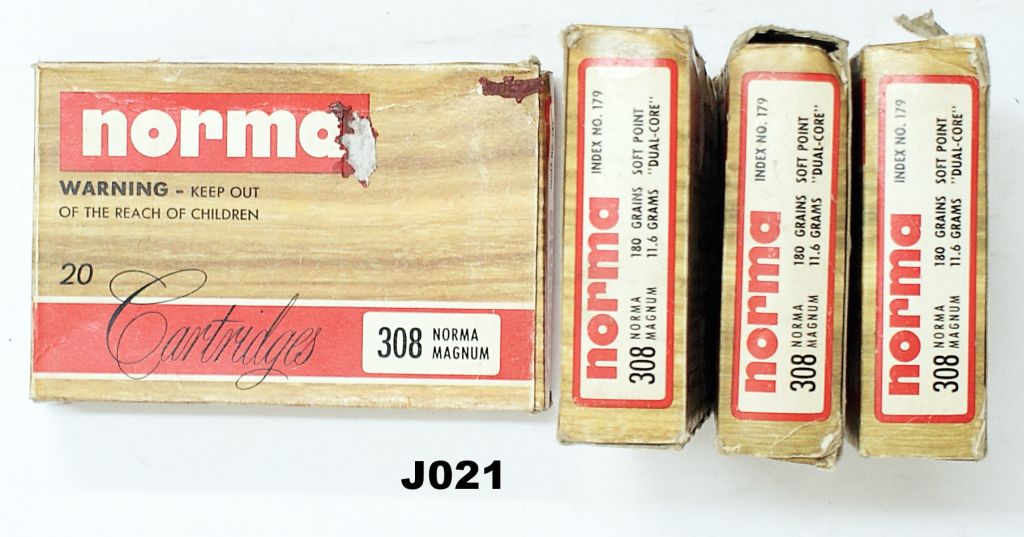 norma
WARNING - KEEP OUT
OF THE REACH OF CHILDREN
20
Cartridges
308 NORMA
MAGNUM
norma
INDEX NO. 179
308 NORMA
MAGNUM
180 GRAINS SOFT POINT
11.6 GRAMS "DUAL-CORE"
norma
INDEX NO. 179
308 NORMA
MAGNUM
180 GRAINS SOFT POINT
11.6 GRAMS "DUAL-CORE"
norma
INDEX NO. 179
308 NORMA
MAGNUM
180 GRAINS SOFT POINT
11.6 GRAMS "DUAL-CORE"
J021